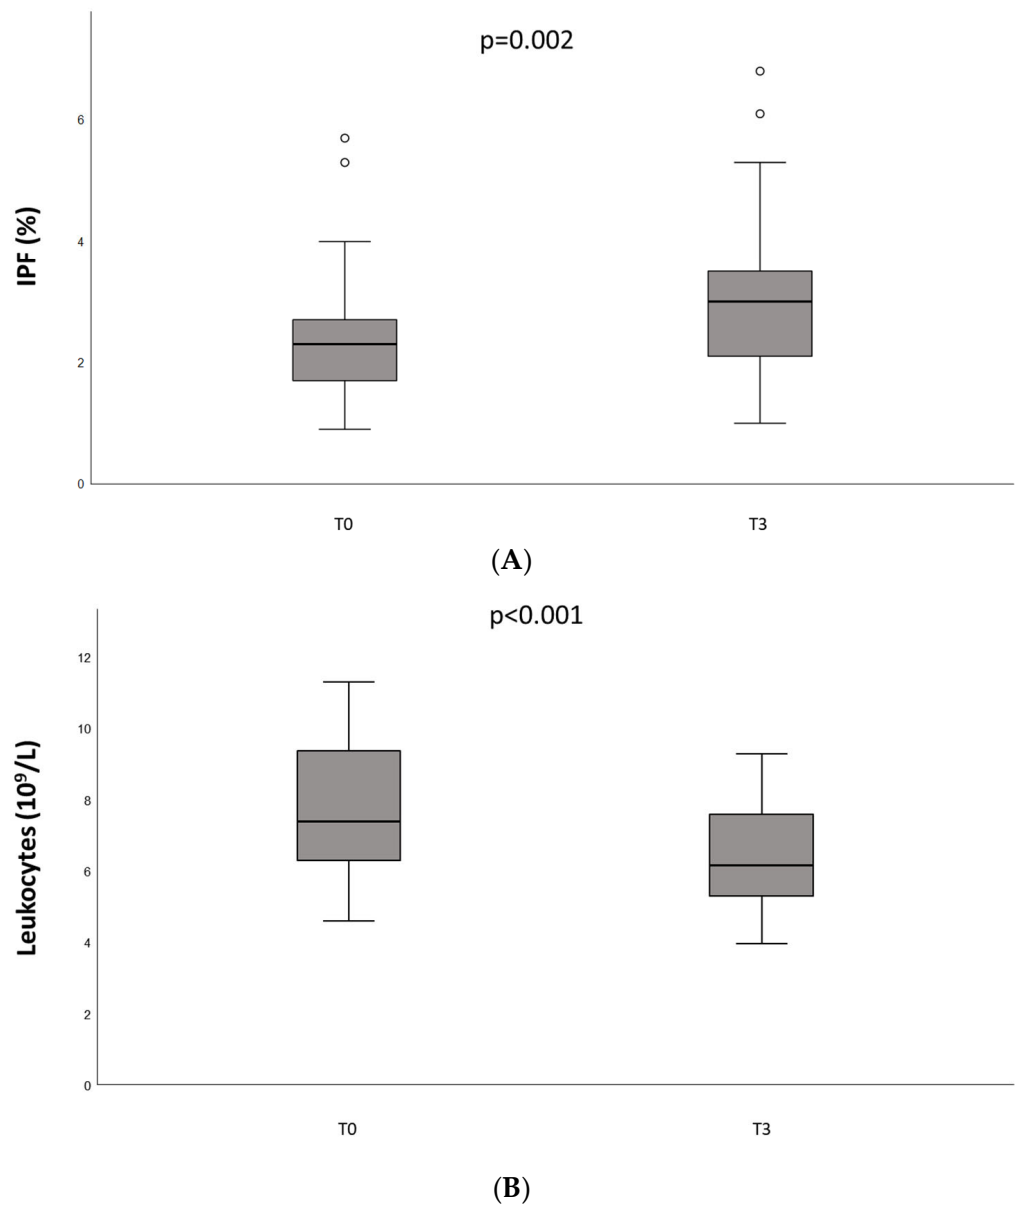 p=0.002
6
4
2
0
IPF (%)
T0 T3
(A)
p<0.001
12
10
8
6
4
2
0
Leukocytes (10⁹/L)
T0 T3
(B)